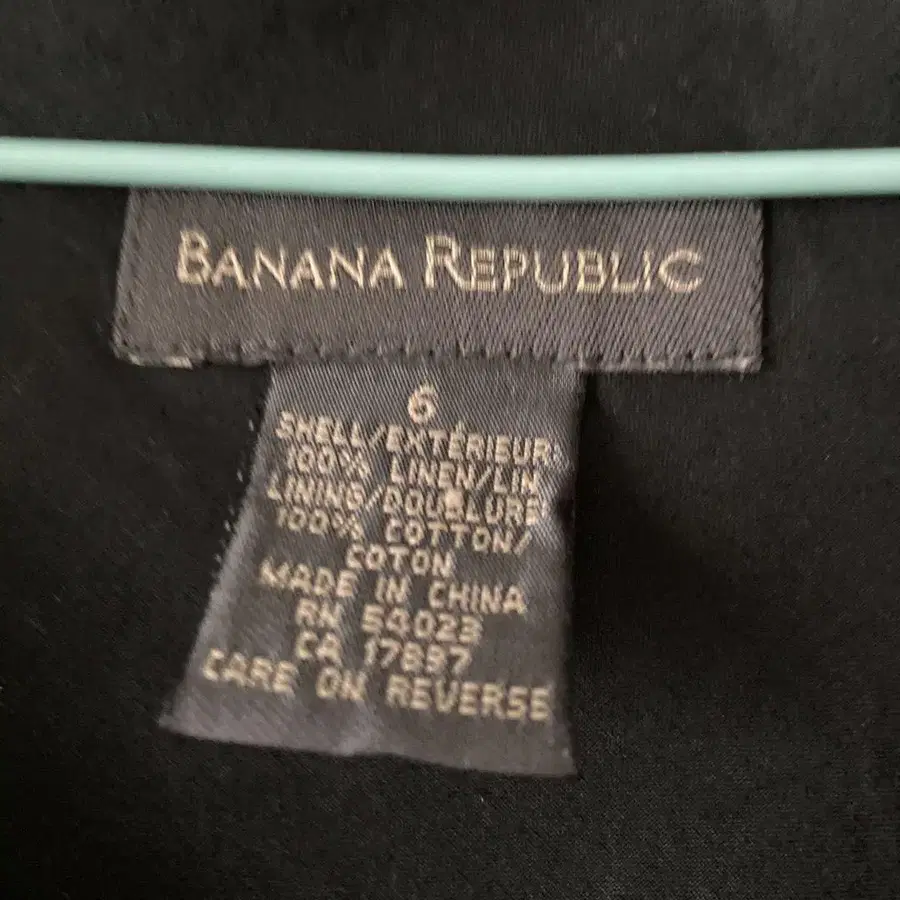 BANANA REPUBLIC
6
SHELL/EXTÉRIEUR
100% LINEN/LIN
LINING/DOUBLURE
100% COTTON/
COTON
MADE IN CHINA
RN 54023
CA 17897
CARE ON REVERSE